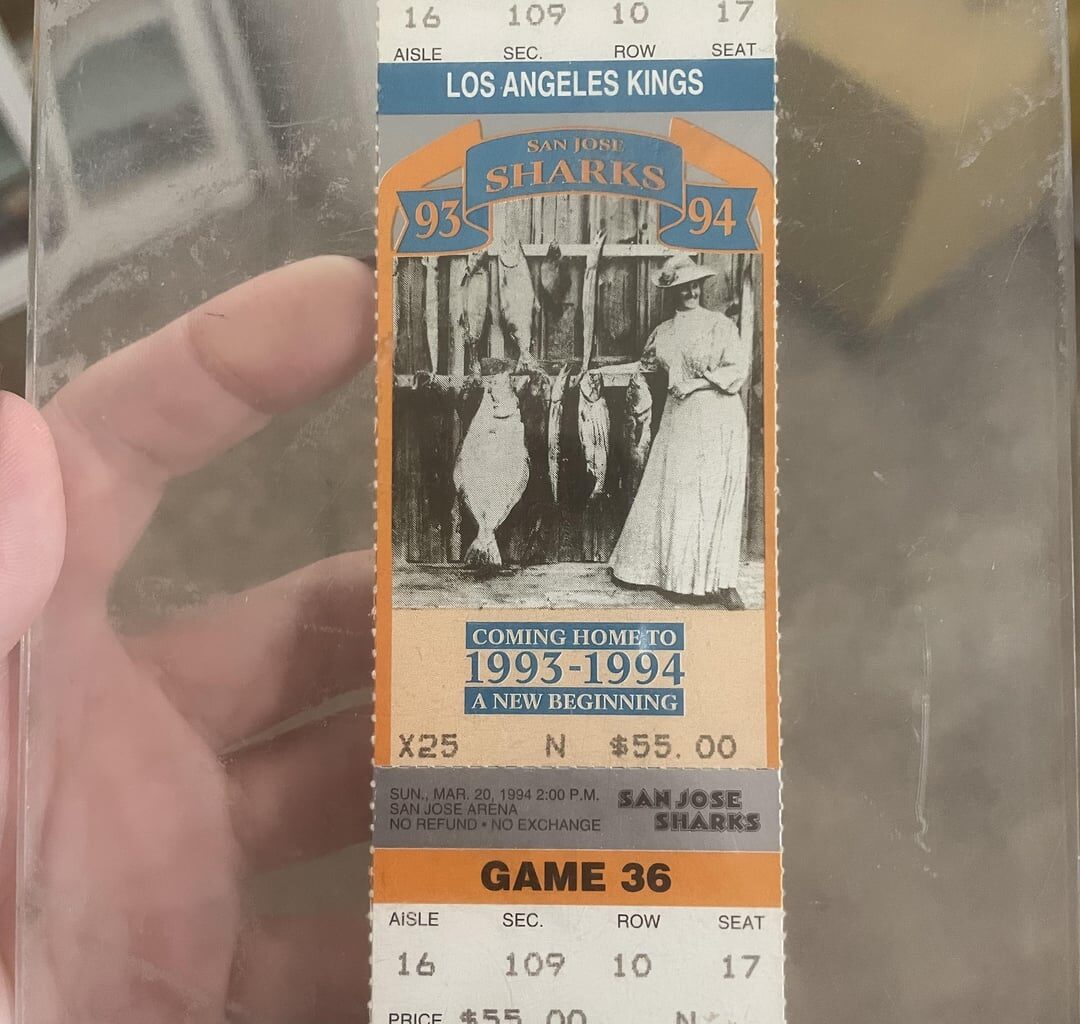 16 109 10 17
AISLE SEC. ROW SEAT
LOS ANGELES KINGS
SAN JOSE
SHARKS
93 94
COMING HOME TO
1993-1994
A NEW BEGINNING
X25 N $55.00
SUN., MAR. 20, 1994 2:00 P.M.
SAN JOSE ARENA
NO REFUND • NO EXCHANGE
SAN JOSE
SHARKS
GAME 36
AISLE SEC. ROW SEAT
16 109 10 17
PRICE $55.00 N